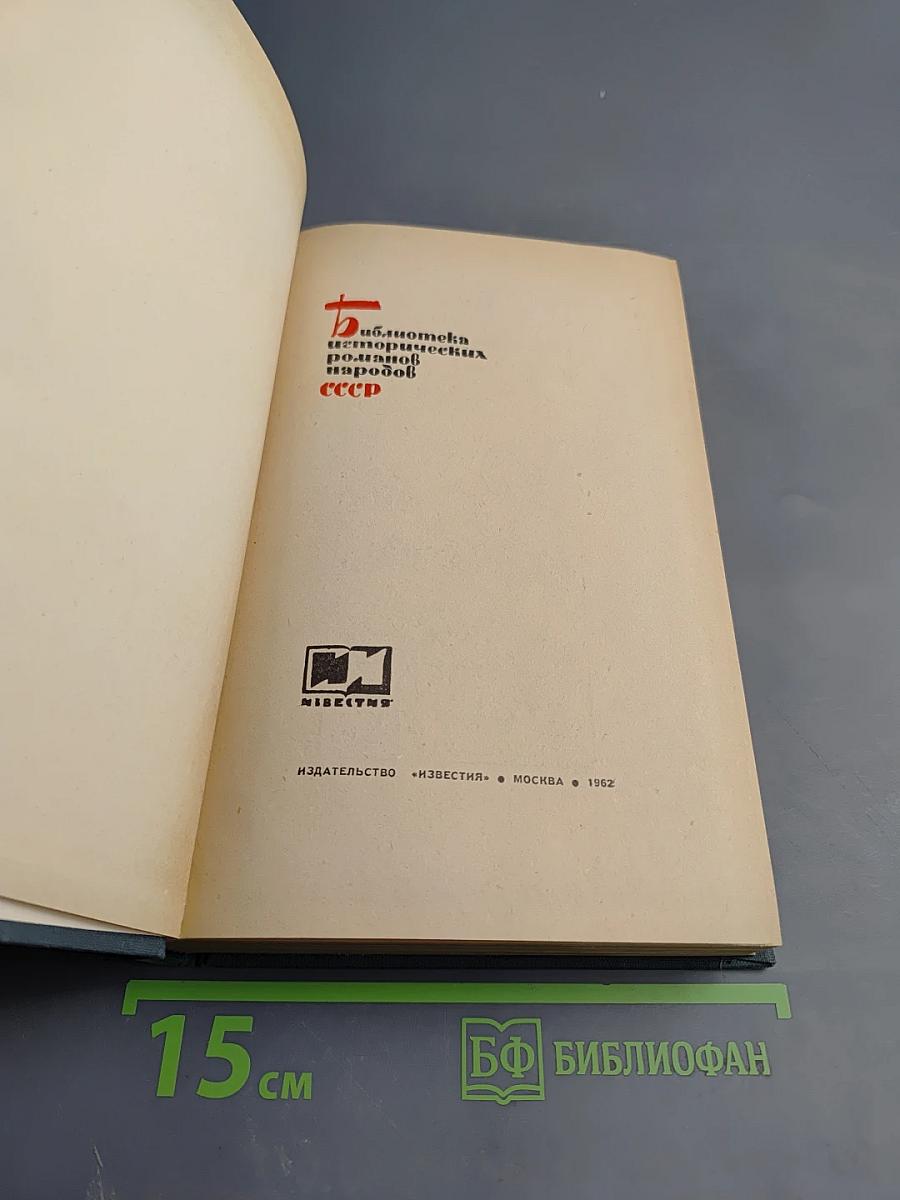 Библиотека
исторических
романов
народов
СССР
ИЗВЕСТИЯ
ИЗДАТЕЛЬСТВО «ИЗВЕСТИЯ» ● МОСКВА ● 1962
15 см
БФ БИБЛИОФАН